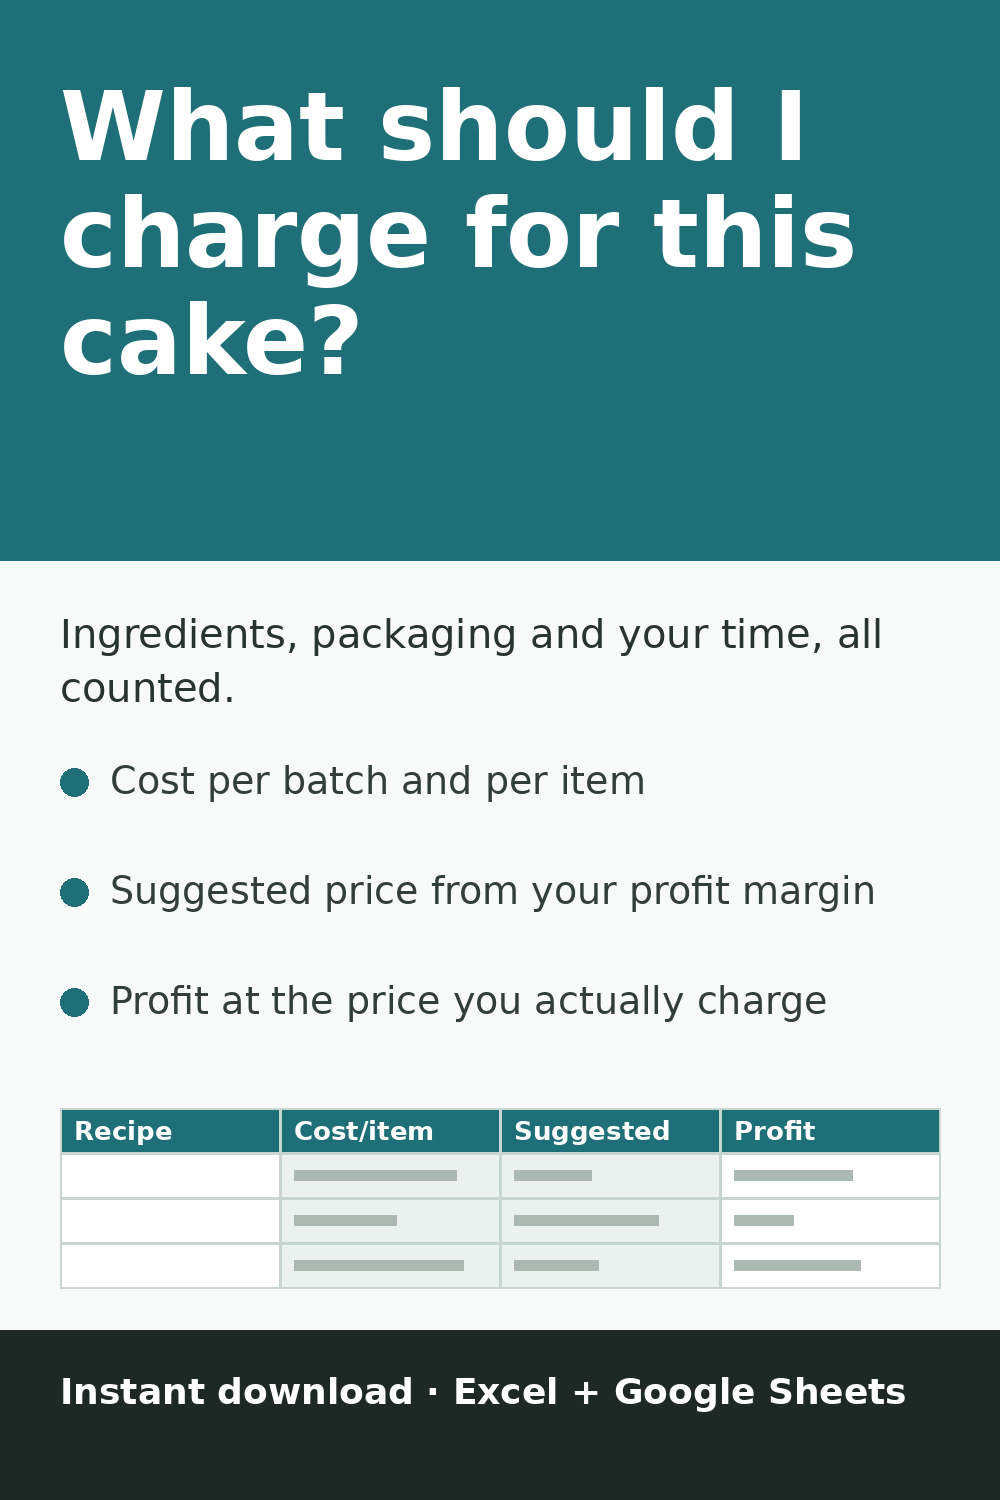 What should I
charge for this
cake?
Ingredients, packaging and your time, all
counted.
Cost per batch and per item
Suggested price from your profit margin
Profit at the price you actually charge
Recipe Cost/item Suggested Profit
Instant download · Excel + Google Sheets